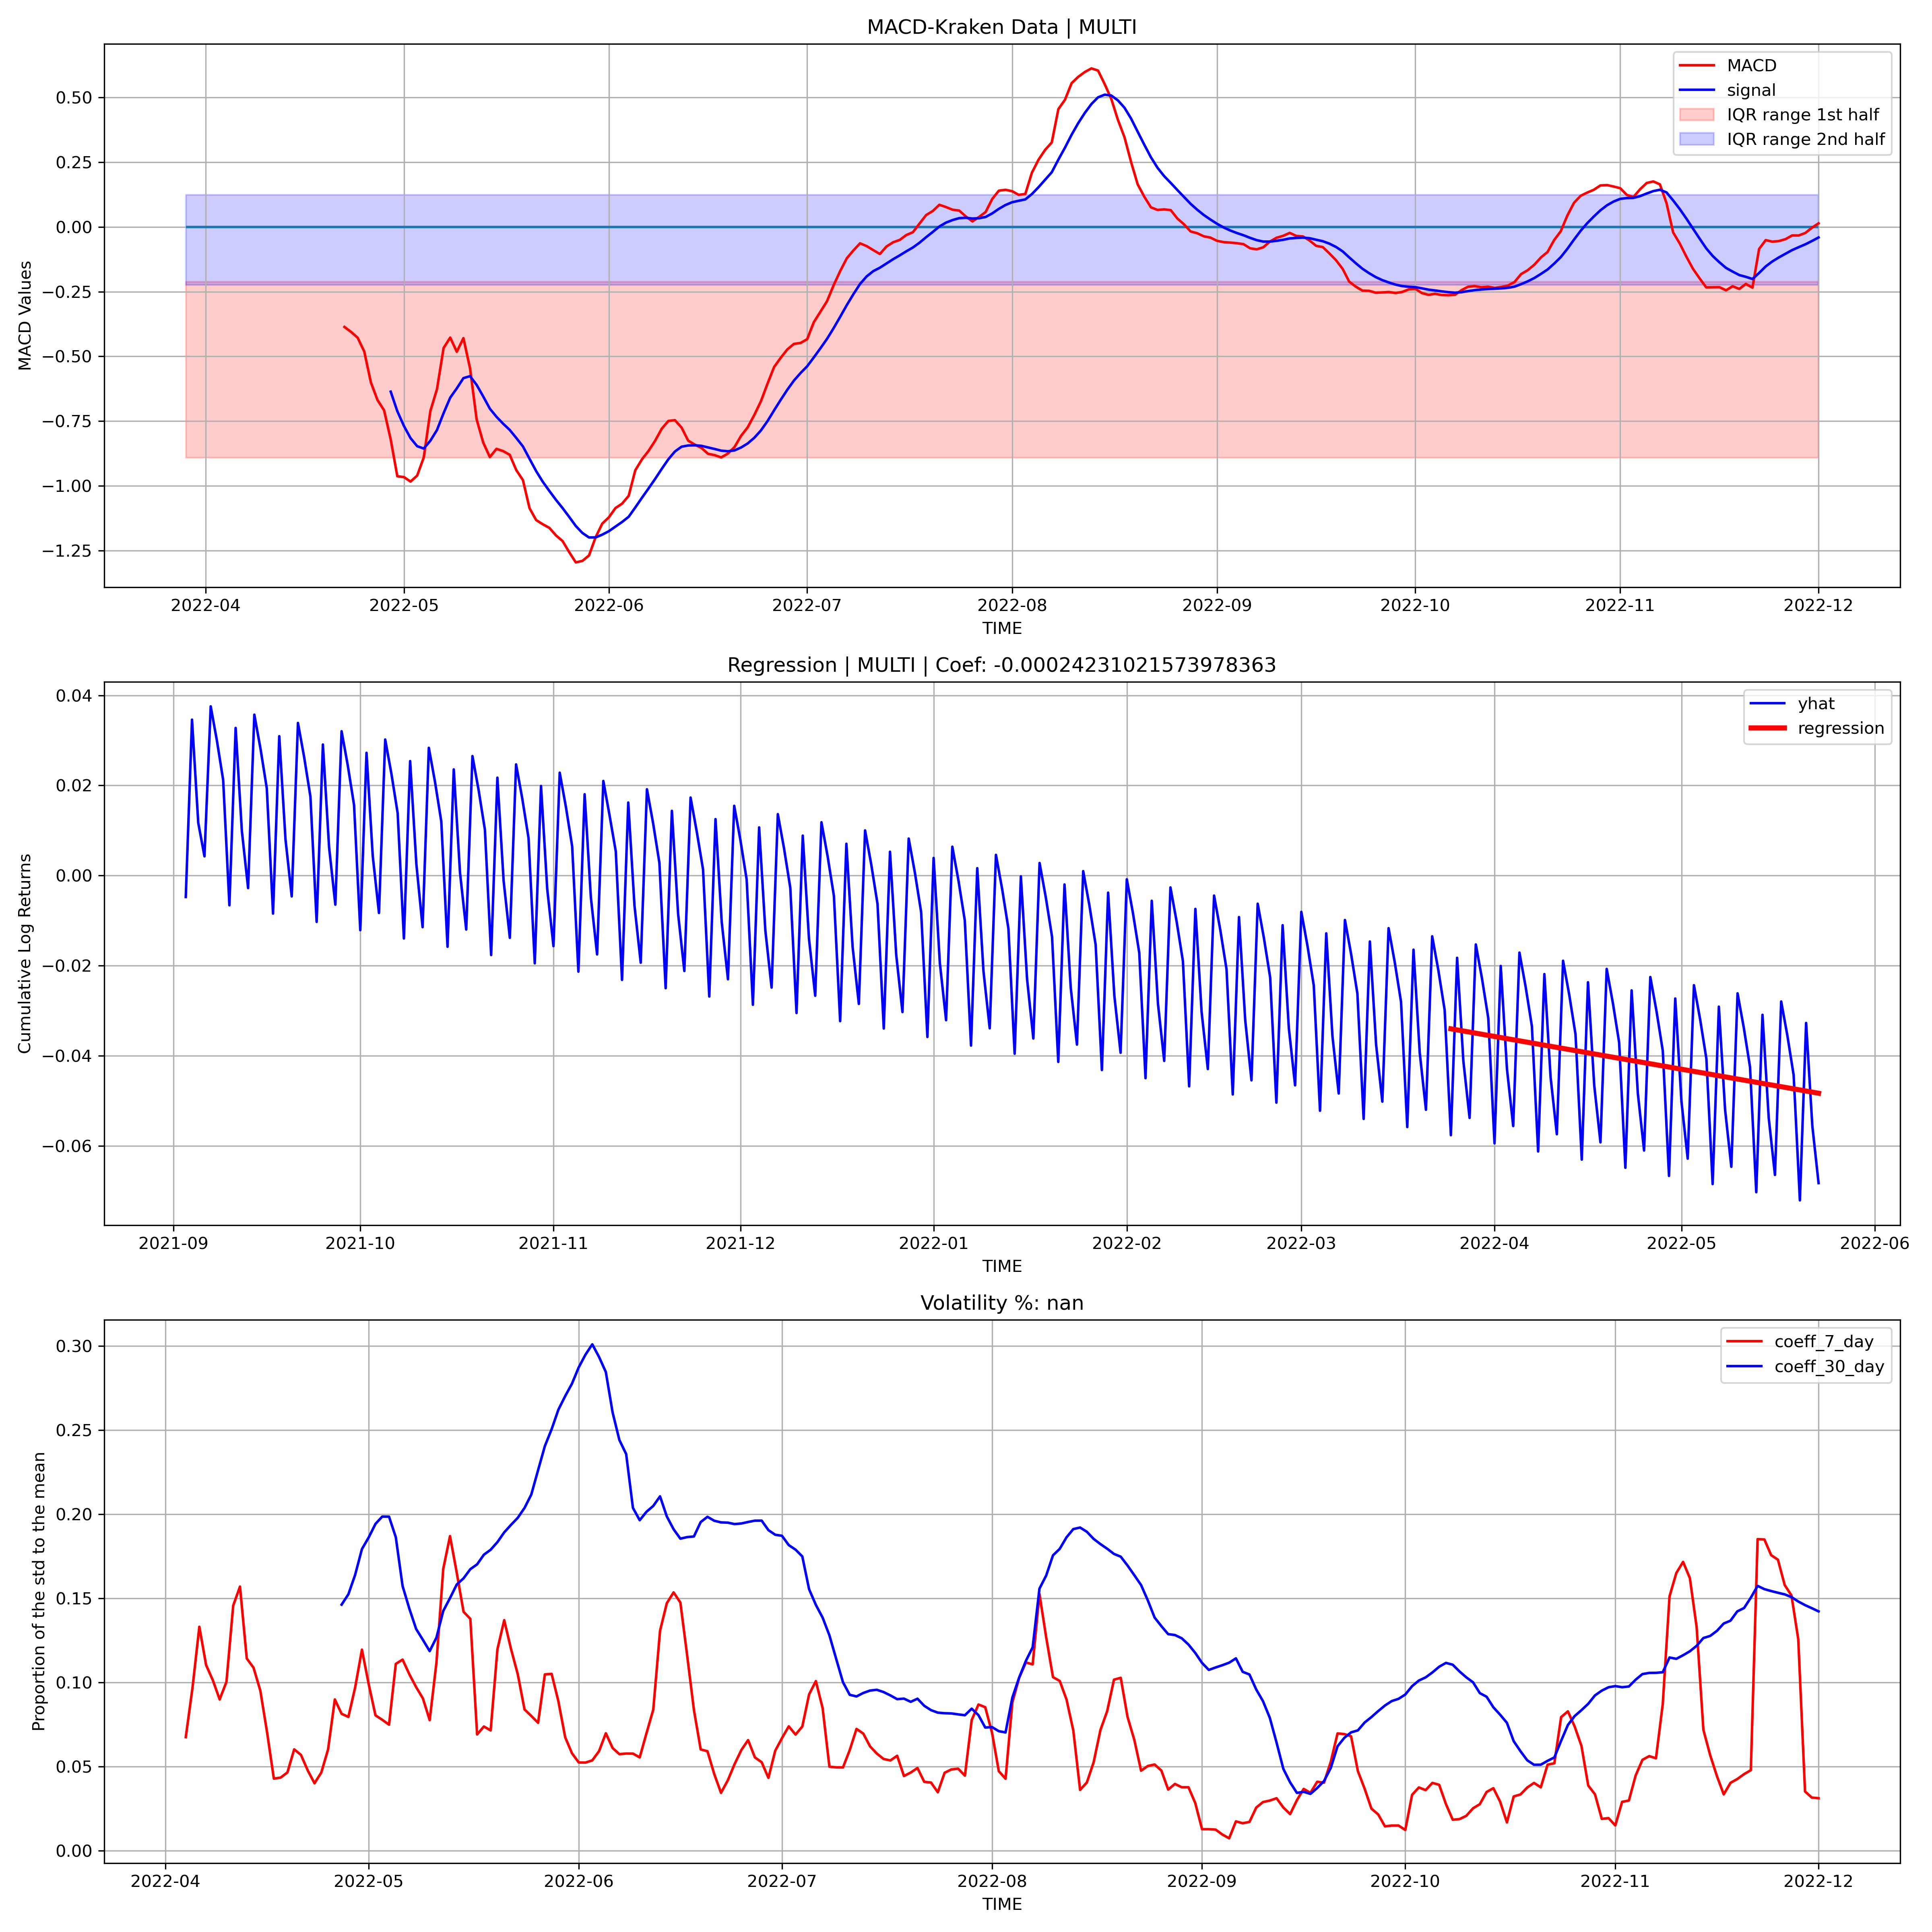 MACD-Kraken Data | MULTI
MACD
signal
IQR range 1st half
IQR range 2nd half
MACD Values
0.50
0.25
0.00
−0.25
−0.50
−0.75
−1.00
−1.25
2022-04 2022-05 2022-06 2022-07 2022-08 2022-09 2022-10 2022-11 2022-12
TIME
Regression | MULTI | Coef: -0.00024231021573978363
yhat
regression
Cumulative Log Returns
0.04
0.02
0.00
−0.02
−0.04
−0.06
2021-09 2021-10 2021-11 2021-12 2022-01 2022-02 2022-03 2022-04 2022-05 2022-06
TIME
Volatility %: nan
coeff_7_day
coeff_30_day
Proportion of the std to the mean
0.30
0.25
0.20
0.15
0.10
0.05
0.00
2022-04 2022-05 2022-06 2022-07 2022-08 2022-09 2022-10 2022-11 2022-12
TIME